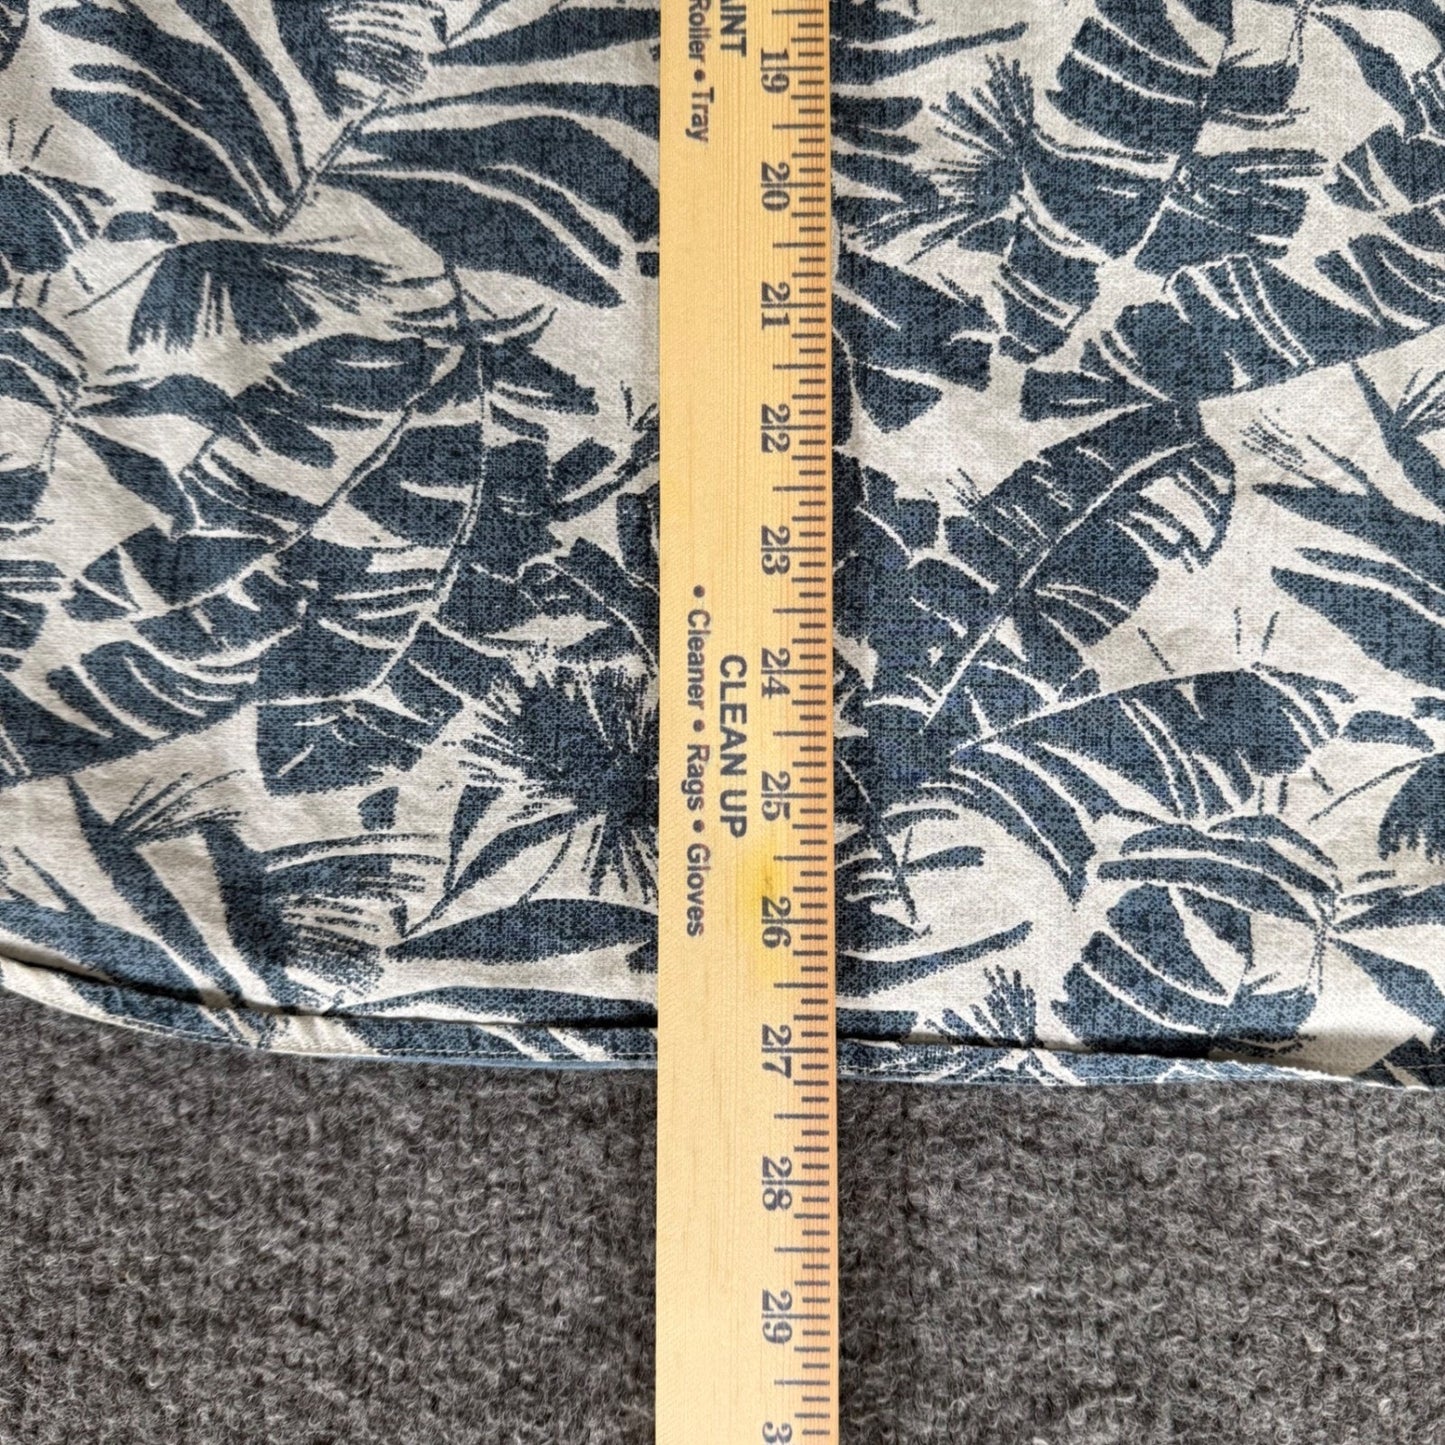 AINT
Roller • Tray
CLEAN UP
• Cleaner • Rags • Gloves
19 20 21 22 23 24 25 26 27 28 29 3